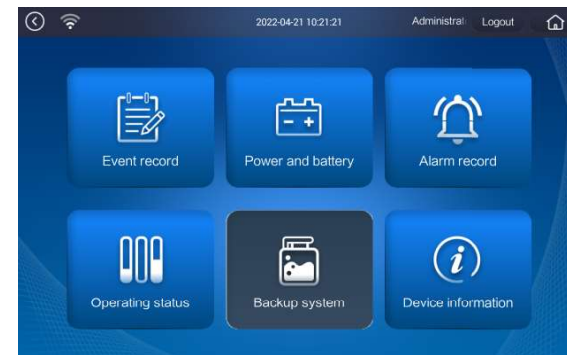 2022-04-21 10:21:21 Administrat Logout
Event record Power and battery Alarm record
Operating status Backup system Device information